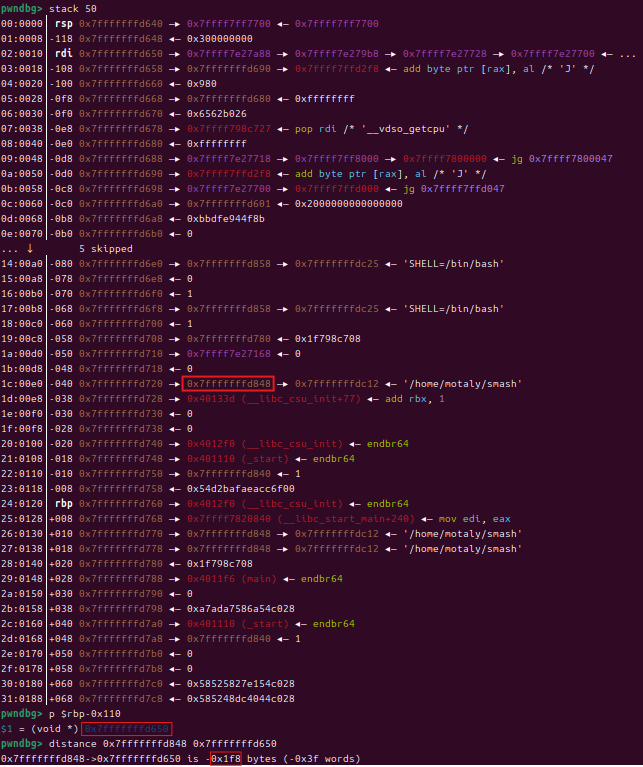 pwndbg> stack 50
00:0000│ rsp 0x7fffffffd640 —▸ 0x7ffff7ff7700 ◂— 0x7ffff7ff7700
01:0008│-118 0x7fffffffd648 ◂— 0x300000000
02:0010│ rdi 0x7fffffffd650 —▸ 0x7ffff7e27a88 —▸ 0x7ffff7e279b8 —▸ 0x7ffff7e27728 —▸ 0x7ffff7e27700 ◂— ...
03:0018│-108 0x7fffffffd658 —▸ 0x7fffffffd690 —▸ 0x7ffff7ffd2f8 ◂— add byte ptr [rax], al /* 'J' */
04:0020│-100 0x7fffffffd660 ◂— 0x980
05:0028│-0f8 0x7fffffffd668 —▸ 0x7fffffffd680 ◂— 0xffffffff
06:0030│-0f0 0x7fffffffd670 ◂— 0x6562b026
07:0038│-0e8 0x7fffffffd678 —▸ 0x7ffff798c727 ◂— pop rdi /* '__vdso_getcpu' */
08:0040│-0e0 0x7fffffffd680 ◂— 0xffffffff
09:0048│-0d8 0x7fffffffd688 —▸ 0x7ffff7e27718 —▸ 0x7ffff7ff8000 —▸ 0x7ffff7800000 ◂— jg 0x7ffff7800047
0a:0050│-0d0 0x7fffffffd690 —▸ 0x7ffff7ffd2f8 ◂— add byte ptr [rax], al /* 'J' */
0b:0058│-0c8 0x7fffffffd698 —▸ 0x7ffff7e27700 —▸ 0x7ffff7ffd000 ◂— jg 0x7ffff7ffd047
0c:0060│-0c0 0x7fffffffd6a0 —▸ 0x7fffffffd601 ◂— 0x2000000000000000
0d:0068│-0b8 0x7fffffffd6a8 ◂— 0xbbdfe944f8b
0e:0070│-0b0 0x7fffffffd6b0 ◂— 0
... ↓ 5 skipped
14:00a0│-080 0x7fffffffd6e0 —▸ 0x7fffffffd858 —▸ 0x7fffffffdc25 ◂— 'SHELL=/bin/bash'
15:00a8│-078 0x7fffffffd6e8 ◂— 0
16:00b0│-070 0x7fffffffd6f0 ◂— 1
17:00b8│-068 0x7fffffffd6f8 —▸ 0x7fffffffd858 —▸ 0x7fffffffdc25 ◂— 'SHELL=/bin/bash'
18:00c0│-060 0x7fffffffd700 ◂— 1
19:00c8│-058 0x7fffffffd708 —▸ 0x7fffffffd780 ◂— 0x1f798c708
1a:00d0│-050 0x7fffffffd710 —▸ 0x7ffff7e27168 ◂— 0
1b:00d8│-048 0x7fffffffd718 ◂— 0
1c:00e0│-040 0x7fffffffd720 —▸ 0x7fffffffd848 —▸ 0x7fffffffdc12 ◂— '/home/motaly/smash'
1d:00e8│-038 0x7fffffffd728 —▸ 0x40133d (__libc_csu_init+77) ◂— add rbx, 1
1e:00f0│-030 0x7fffffffd730 ◂— 0
1f:00f8│-028 0x7fffffffd738 ◂— 0
20:0100│-020 0x7fffffffd740 —▸ 0x4012f0 (__libc_csu_init) ◂— endbr64
21:0108│-018 0x7fffffffd748 —▸ 0x401110 (_start) ◂— endbr64
22:0110│-010 0x7fffffffd750 —▸ 0x7fffffffd840 ◂— 1
23:0118│-008 0x7fffffffd758 ◂— 0x54d2bafaeacc6f00
24:0120│ rbp 0x7fffffffd760 —▸ 0x4012f0 (__libc_csu_init) ◂— endbr64
25:0128│+008 0x7fffffffd768 —▸ 0x7ffff7820840 (__libc_start_main+240) ◂— mov edi, eax
26:0130│+010 0x7fffffffd770 —▸ 0x7fffffffd848 —▸ 0x7fffffffdc12 ◂— '/home/motaly/smash'
27:0138│+018 0x7fffffffd778 —▸ 0x7fffffffd848 —▸ 0x7fffffffdc12 ◂— '/home/motaly/smash'
28:0140│+020 0x7fffffffd780 ◂— 0x1f798c708
29:0148│+028 0x7fffffffd788 —▸ 0x4011f6 (main) ◂— endbr64
2a:0150│+030 0x7fffffffd790 ◂— 0
2b:0158│+038 0x7fffffffd798 ◂— 0xa7ada7586a54c028
2c:0160│+040 0x7fffffffd7a0 —▸ 0x401110 (_start) ◂— endbr64
2d:0168│+048 0x7fffffffd7a8 —▸ 0x7fffffffd840 ◂— 1
2e:0170│+050 0x7fffffffd7b0 ◂— 0
2f:0178│+058 0x7fffffffd7b8 ◂— 0
30:0180│+060 0x7fffffffd7c0 ◂— 0x58525827e154c028
31:0188│+068 0x7fffffffd7c8 ◂— 0x585248dc4044c028
pwndbg> p $rbp-0x110
$1 = (void *) 0x7fffffffd650
pwndbg> distance 0x7fffffffd848 0x7fffffffd650
0x7fffffffd848->0x7fffffffd650 is -0x1f8 bytes (-0x3f words)